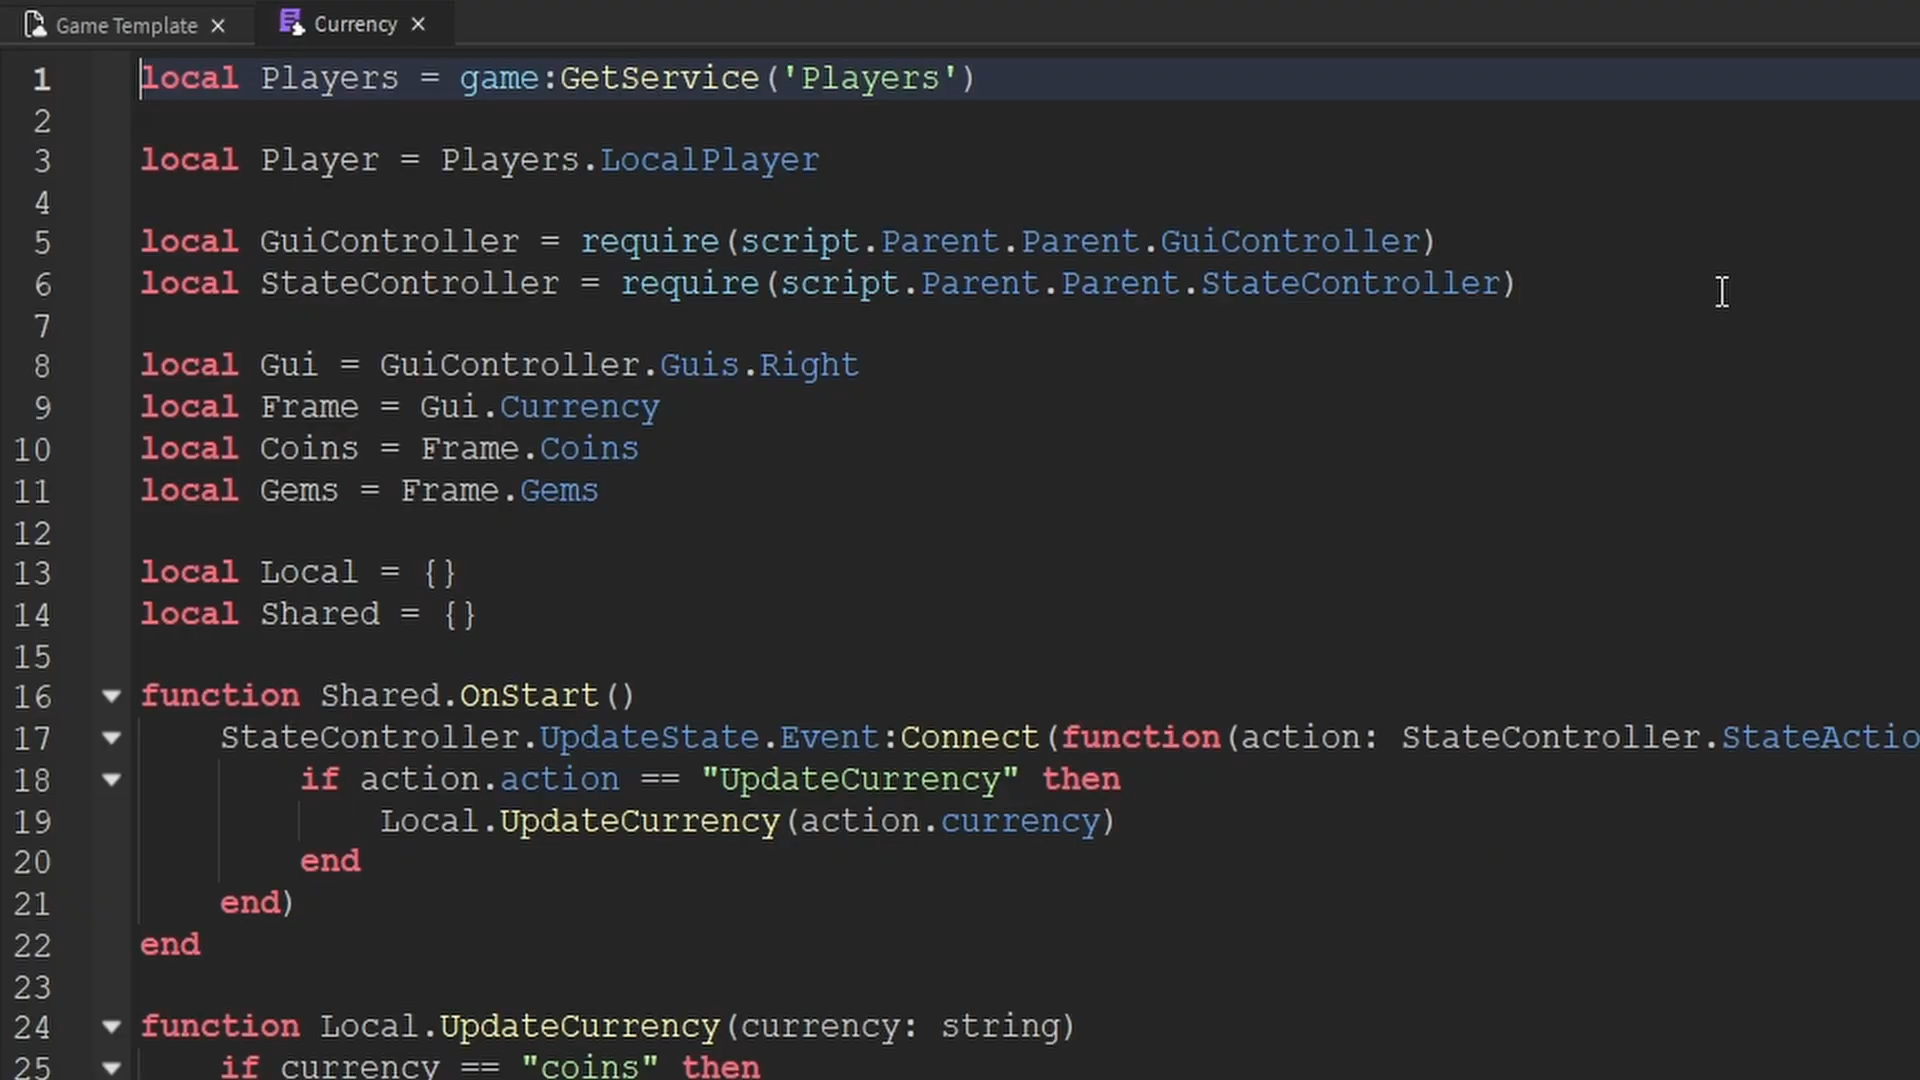 Game Template × Currency ×
1 local Players = game:GetService('Players')
2
3 local Player = Players.LocalPlayer
4
5 local GuiController = require(script.Parent.Parent.GuiController)
6 local StateController = require(script.Parent.Parent.StateController)
7
8 local Gui = GuiController.Guis.Right
9 local Frame = Gui.Currency
10 local Coins = Frame.Coins
11 local Gems = Frame.Gems
12
13 local Local = {}
14 local Shared = {}
15
16 function Shared.OnStart()
17 StateController.UpdateState.Event:Connect(function(action: StateController.StateActio
18 if action.action == "UpdateCurrency" then
19 Local.UpdateCurrency(action.currency)
20 end
21 end)
22 end
23
24 function Local.UpdateCurrency(currency: string)
25 if currency == "coins" then